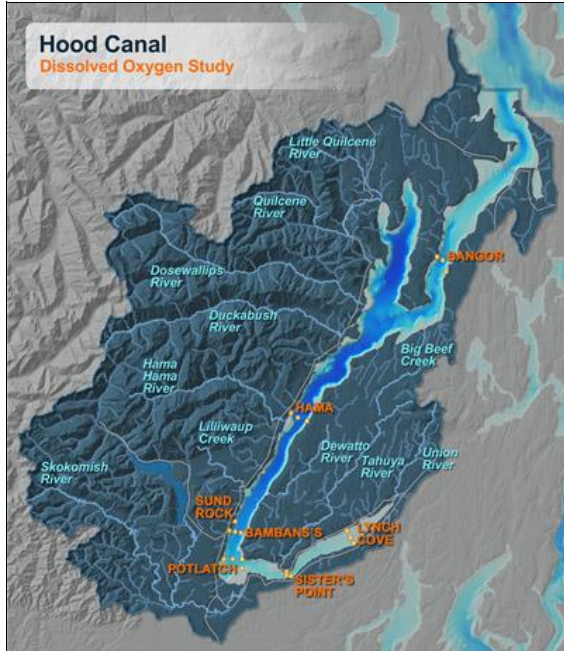 Hood Canal
Dissolved Oxygen Study
Little Quilcene
River
Quilcene
River
BANGOR
Dosewallips
River
Duckabush
River
Big Beef
Creek
Hama
Hama
River
HAMA
Lilliwaup
Creek
Dewatto
River
Tahuya
River
Union
River
Skokomish
River
SUND
ROCK
BAMBANS'S
LYNCH
COVE
POTLATCH
SISTER'S
POINT